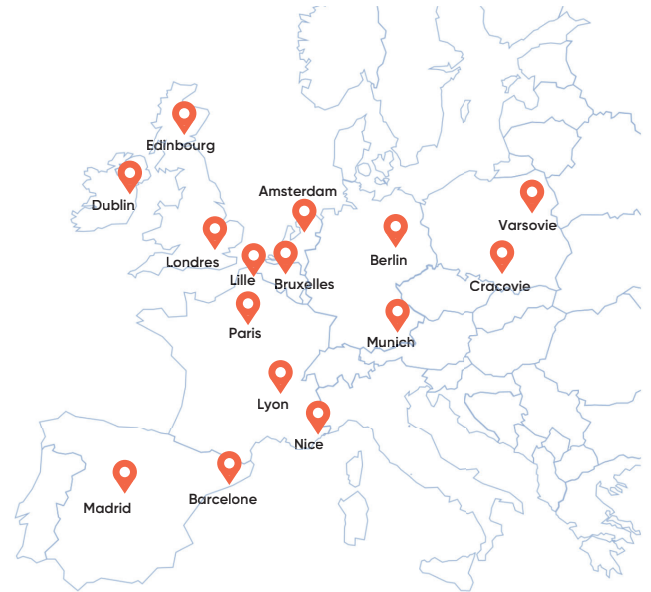 Edinbourg
Amsterdam
Dublin
Varsovie
Londres
Berlin
Lille
Bruxelles
Cracovie
Paris
Munich
Lyon
Nice
Barcelone
Madrid